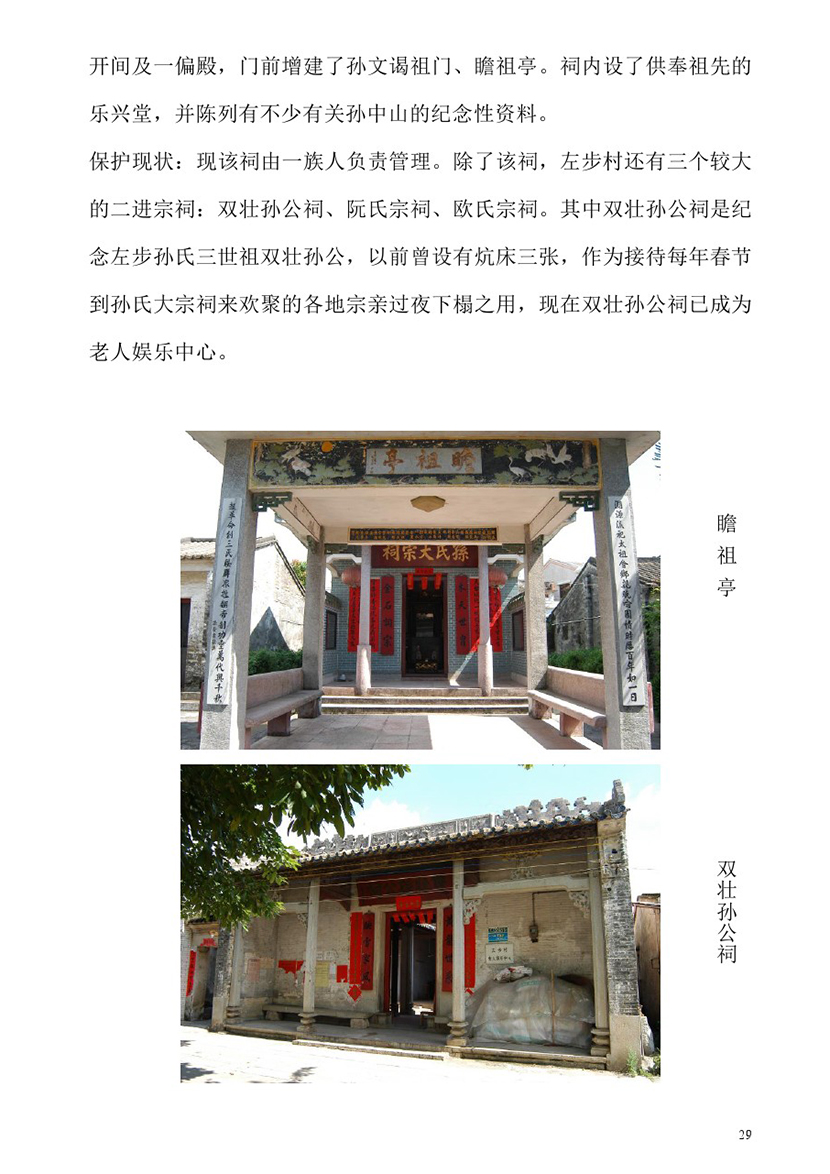 开间及一偏殿，门前增建了孙文谒祖门、瞻祖亭。祠内设了供奉祖先的
乐兴堂，并陈列有不少有关孙中山的纪念性资料。
保护现状：现该祠由一族人负责管理。除了该祠，左步村还有三个较大
的二进宗祠：双壮孙公祠、阮氏宗祠、欧氏宗祠。其中双壮孙公祠是纪
念左步孙氏三世祖双壮孙公，以前曾设有炕床三张，作为接待每年春节
到孙氏大宗祠来欢聚的各地宗亲过夜下榻之用，现在双壮孙公祠已成为
老人娱乐中心。
亭祖瞻
祠宗大氏孫
瞻祖亭
双壮孙公祠
29